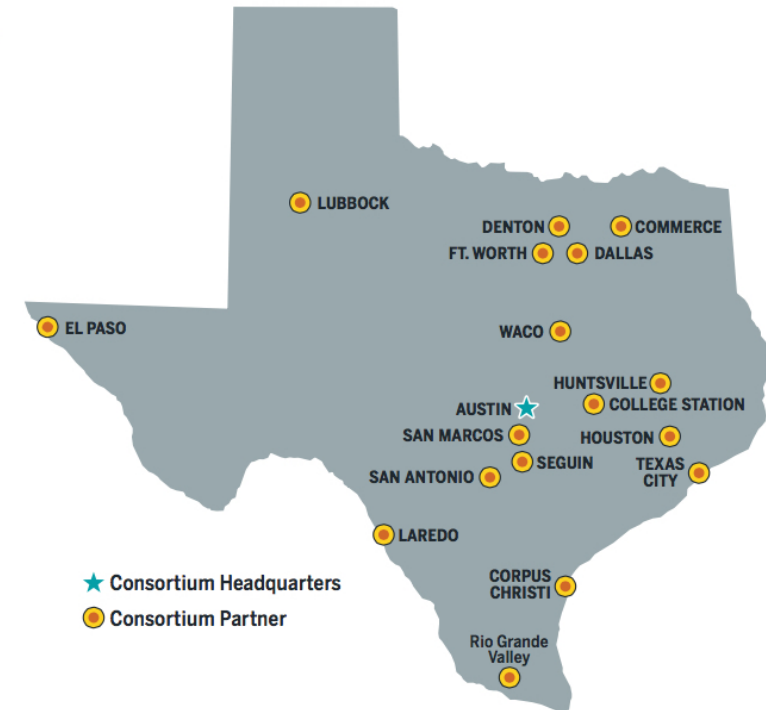 LUBBOCK
DENTON
COMMERCE
FT. WORTH
DALLAS
EL PASO
WACO
HUNTSVILLE
AUSTIN
COLLEGE STATION
SAN MARCOS
HOUSTON
SEGUIN
TEXAS
CITY
SAN ANTONIO
LAREDO
CORPUS
CHRISTI
Rio Grande
Valley
Consortium Headquarters
Consortium Partner